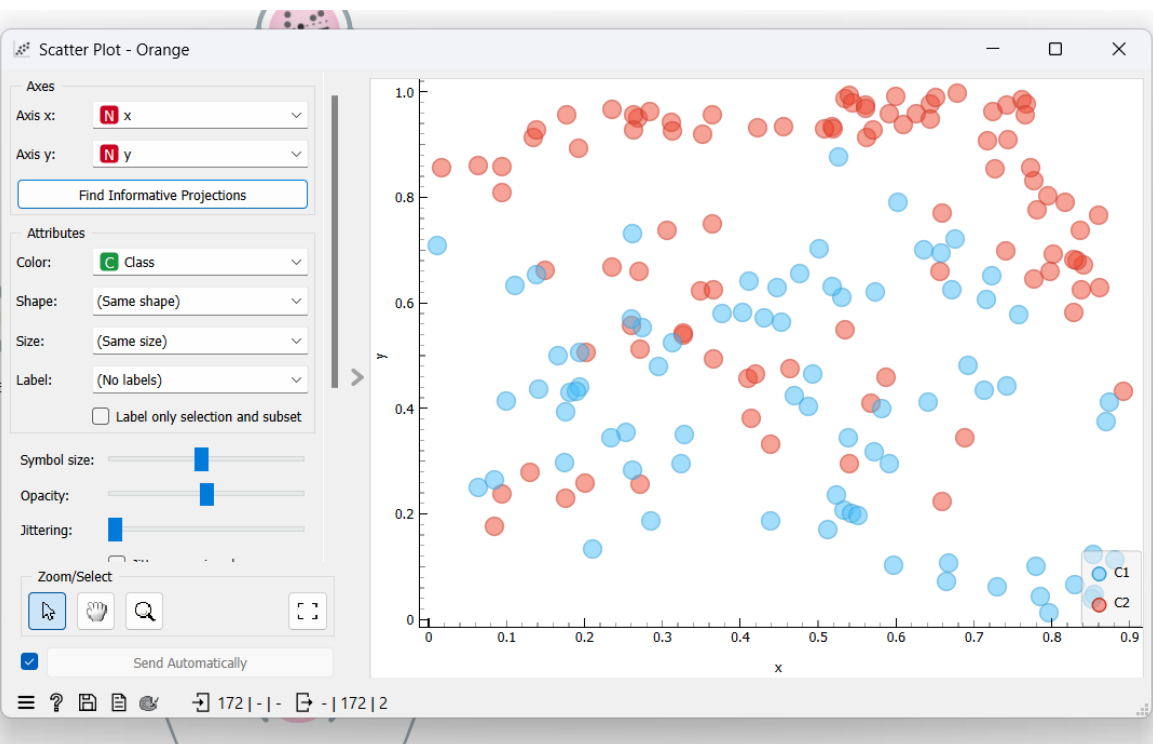 Scatter Plot - Orange
Axes
Axis x: N x
Axis y: N y
Find Informative Projections
Attributes
Color: C Class
Shape: (Same shape)
Size: (Same size)
Label: (No labels)
Label only selection and subset
Symbol size:
Opacity:
Jittering:
Zoom/Select
Send Automatically
172 | - | - - | 172 | 2
1.0
0.8
0.6
y
0.4
0.2
0
0 0.1 0.2 0.3 0.4 0.5 0.6 0.7 0.8 0.9
x
C1
C2